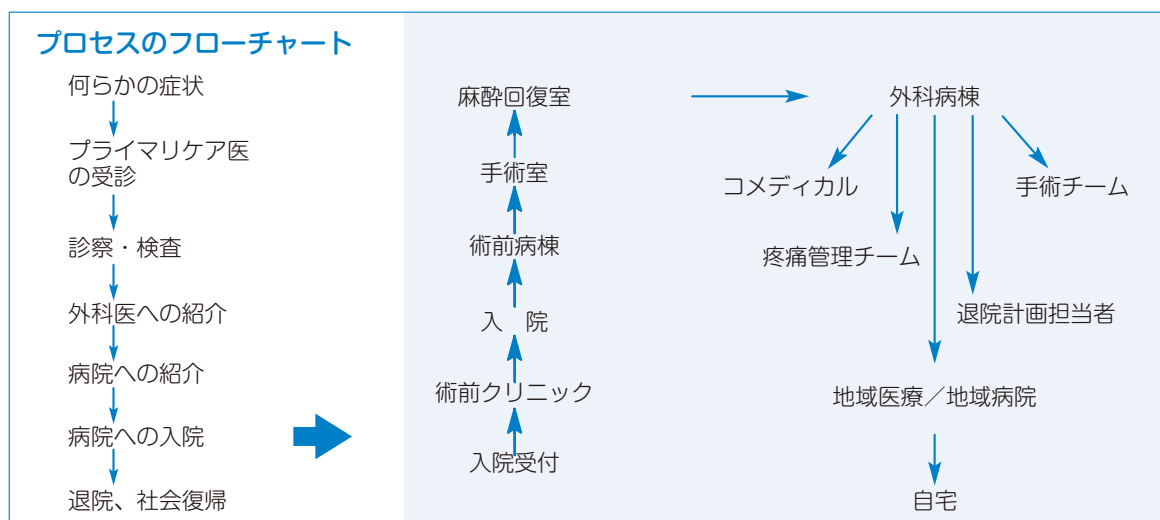 プロセスのフローチャート
何らかの症状
プライマリケア医
の受診
診察・検査
外科医への紹介
病院への紹介
病院への入院
退院、社会復帰
麻酔回復室
手術室
術前病棟
入　院
術前クリニック
入院受付
外科病棟
コメディカル
手術チーム
疼痛管理チーム
退院計画担当者
地域医療／地域病院
自宅